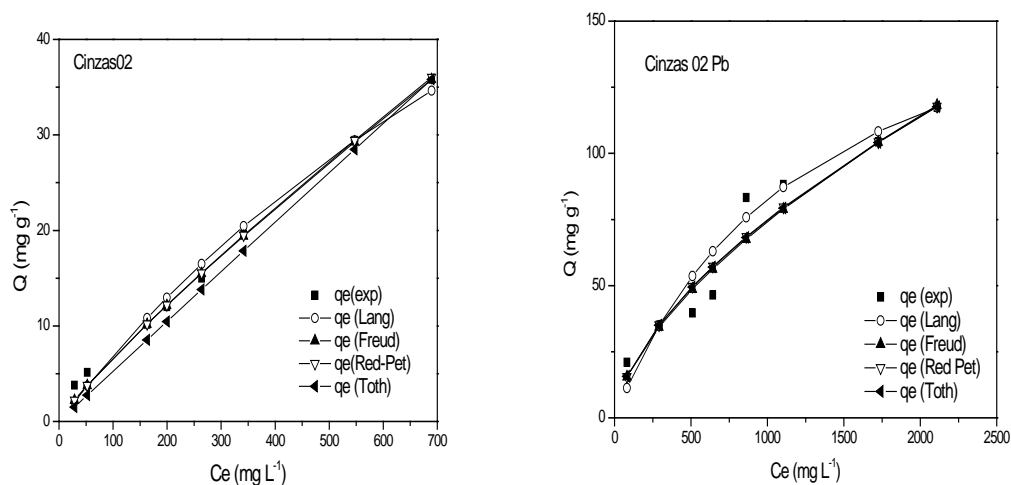 Cinzas02
Q (mg g⁻¹)
40
30
20
10
0
qe(exp)
qe (Lang)
qe (Freud)
qe(Red-Pet)
qe (Toth)
0 100 200 300 400 500 600 700
Ce (mg L⁻¹)
Cinzas 02 Pb
Q (mg g⁻¹)
150
100
50
0
qe (exp)
qe (Lang)
qe (Freud)
qe (Red Pet)
qe (Toth)
0 500 1000 1500 2000 2500
Ce (mg L⁻¹)